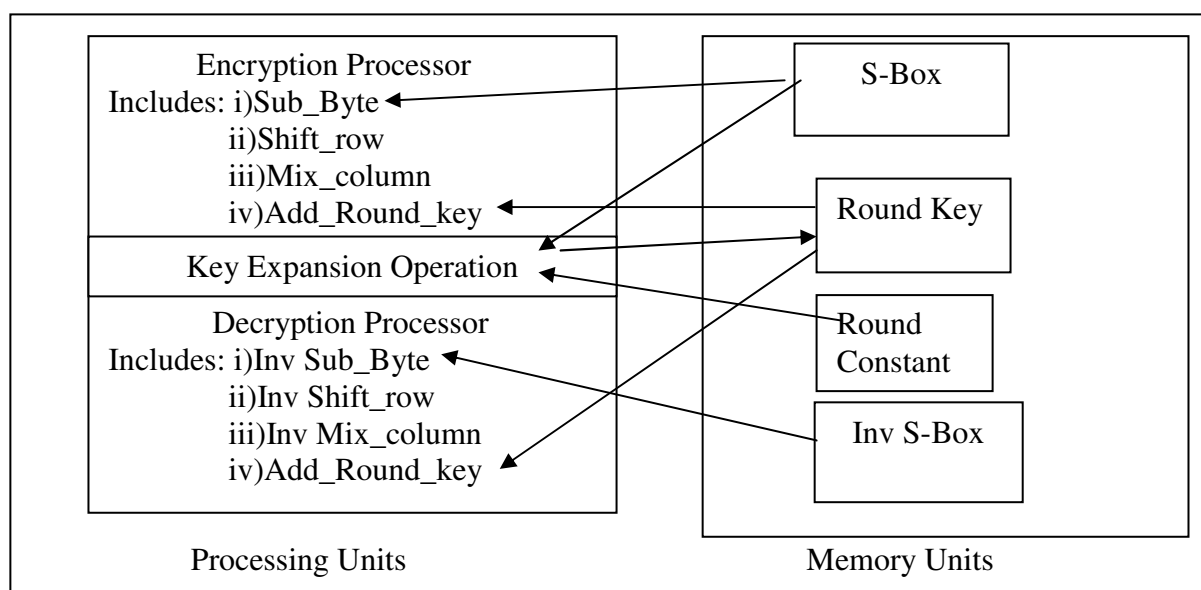 Encryption Processor
Includes: i)Sub_Byte
ii)Shift_row
iii)Mix_column
iv)Add_Round_key
Key Expansion Operation
Decryption Processor
Includes: i)Inv Sub_Byte
ii)Inv Shift_row
iii)Inv Mix_column
iv)Add_Round_key
Processing Units
S-Box
Round Key
Round
Constant
Inv S-Box
Memory Units